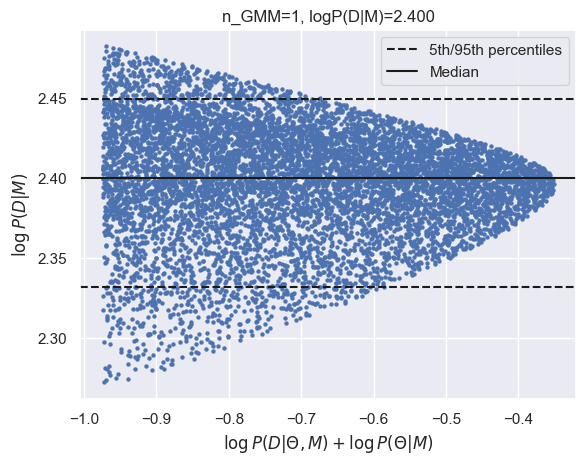 n_GMM=1, logP(D|M)=2.400
5th/95th percentiles
Median
log P(D|M)
2.45
2.40
2.35
2.30
−1.0 −0.9 −0.8 −0.7 −0.6 −0.5 −0.4
log P(D|Θ, M) + log P(Θ|M)